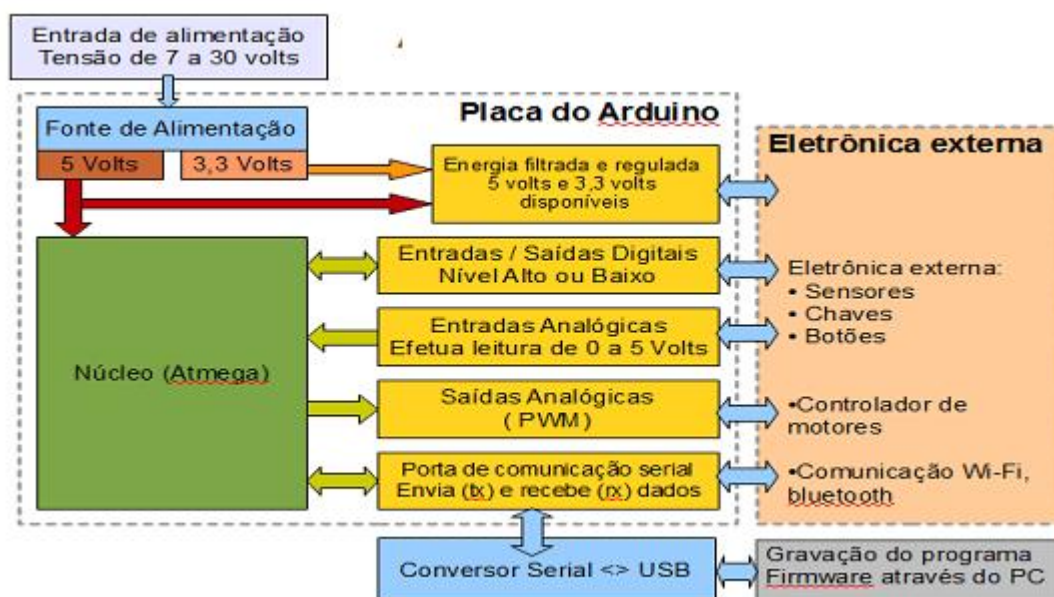 Entrada de alimentação
Tensão de 7 a 30 volts
Placa do Arduino
Fonte de Alimentação
5 Volts
3,3 Volts
Energia filtrada e regulada
5 volts e 3,3 volts
disponíveis
Eletrônica externa
Núcleo (Atmega)
Entradas / Saídas Digitais
Nível Alto ou Baixo
Entradas Analógicas
Efetua leitura de 0 a 5 Volts
Saídas Analógicas
( PWM)
Porta de comunicação serial
Envia (tx) e recebe (rx) dados
Eletrônica externa:
• Sensores
• Chaves
• Botões
•Controlador de
motores
•Comunicação Wi-Fi,
bluetooth
Conversor Serial <> USB
Gravação do programa
Firmware através do PC